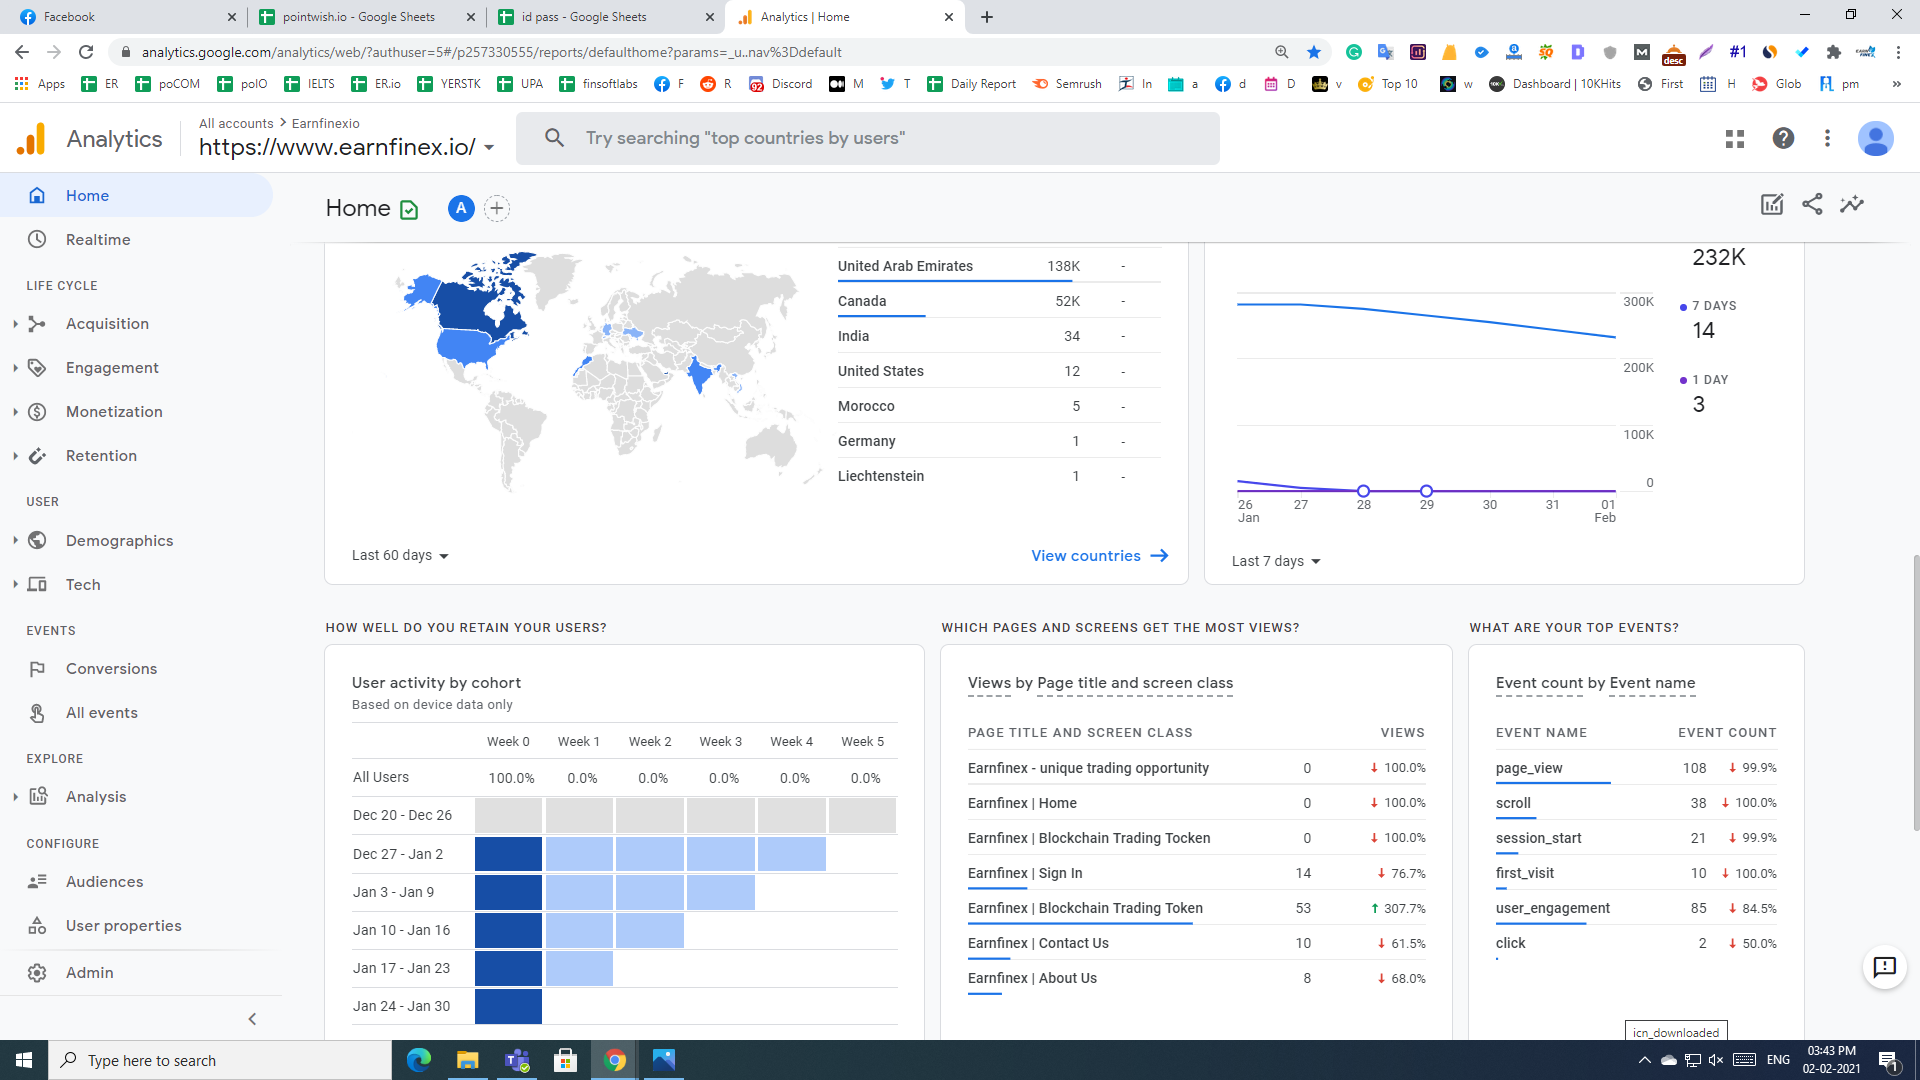 Facebook
pointwish.io - Google Sheets
id pass - Google Sheets
Analytics | Home
analytics.google.com/analytics/web/?authuser=5#/p257330555/reports/defaulthome?params=_u..nav%3Ddefault
#1
desc
Apps
ER
poCOM
polO
IELTS
ER.io
YERSTK
UPA
finsoftlabs
F
R
92
Discord
M
T
Daily Report
Semrush
In
a
d
D
v
Top 10
w
Dashboard | 10KHits
First
H
Glob
pm
»
Analytics
All accounts > Earnfinexio
https://www.earnfinex.io/
Try searching "top countries by users"
Home
Realtime
LIFE CYCLE
Acquisition
Engagement
Monetization
Retention
USER
Demographics
Tech
EVENTS
Conversions
All events
EXPLORE
Analysis
CONFIGURE
Audiences
User properties
Admin
Home
A
United Arab Emirates 138K -
Canada 52K -
India 34 -
United States 12 -
Morocco 5 -
Germany 1 -
Liechtenstein 1 -
Last 60 days
View countries
232K
7 DAYS
14
1 DAY
3
300K
200K
100K
0
26 27 28 29 30 31 01
Jan Feb
Last 7 days
HOW WELL DO YOU RETAIN YOUR USERS?
User activity by cohort
Based on device data only
Week 0 Week 1 Week 2 Week 3 Week 4 Week 5
All Users 100.0% 0.0% 0.0% 0.0% 0.0% 0.0%
Dec 20 - Dec 26
Dec 27 - Jan 2
Jan 3 - Jan 9
Jan 10 - Jan 16
Jan 17 - Jan 23
Jan 24 - Jan 30
WHICH PAGES AND SCREENS GET THE MOST VIEWS?
Views by Page title and screen class
PAGE TITLE AND SCREEN CLASS VIEWS
Earnfinex - unique trading opportunity 0 ↓ 100.0%
Earnfinex | Home 0 ↓ 100.0%
Earnfinex | Blockchain Trading Tocken 0 ↓ 100.0%
Earnfinex | Sign In 14 ↓ 76.7%
Earnfinex | Blockchain Trading Token 53 ↑ 307.7%
Earnfinex | Contact Us 10 ↓ 61.5%
Earnfinex | About Us 8 ↓ 68.0%
WHAT ARE YOUR TOP EVENTS?
Event count by Event name
EVENT NAME EVENT COUNT
page_view 108 ↓ 99.9%
scroll 38 ↓ 100.0%
session_start 21 ↓ 99.9%
first_visit 10 ↓ 100.0%
user_engagement 85 ↓ 84.5%
click 2 ↓ 50.0%
icn_downloaded
Type here to search
ENG
03:43 PM
02-02-2021
1